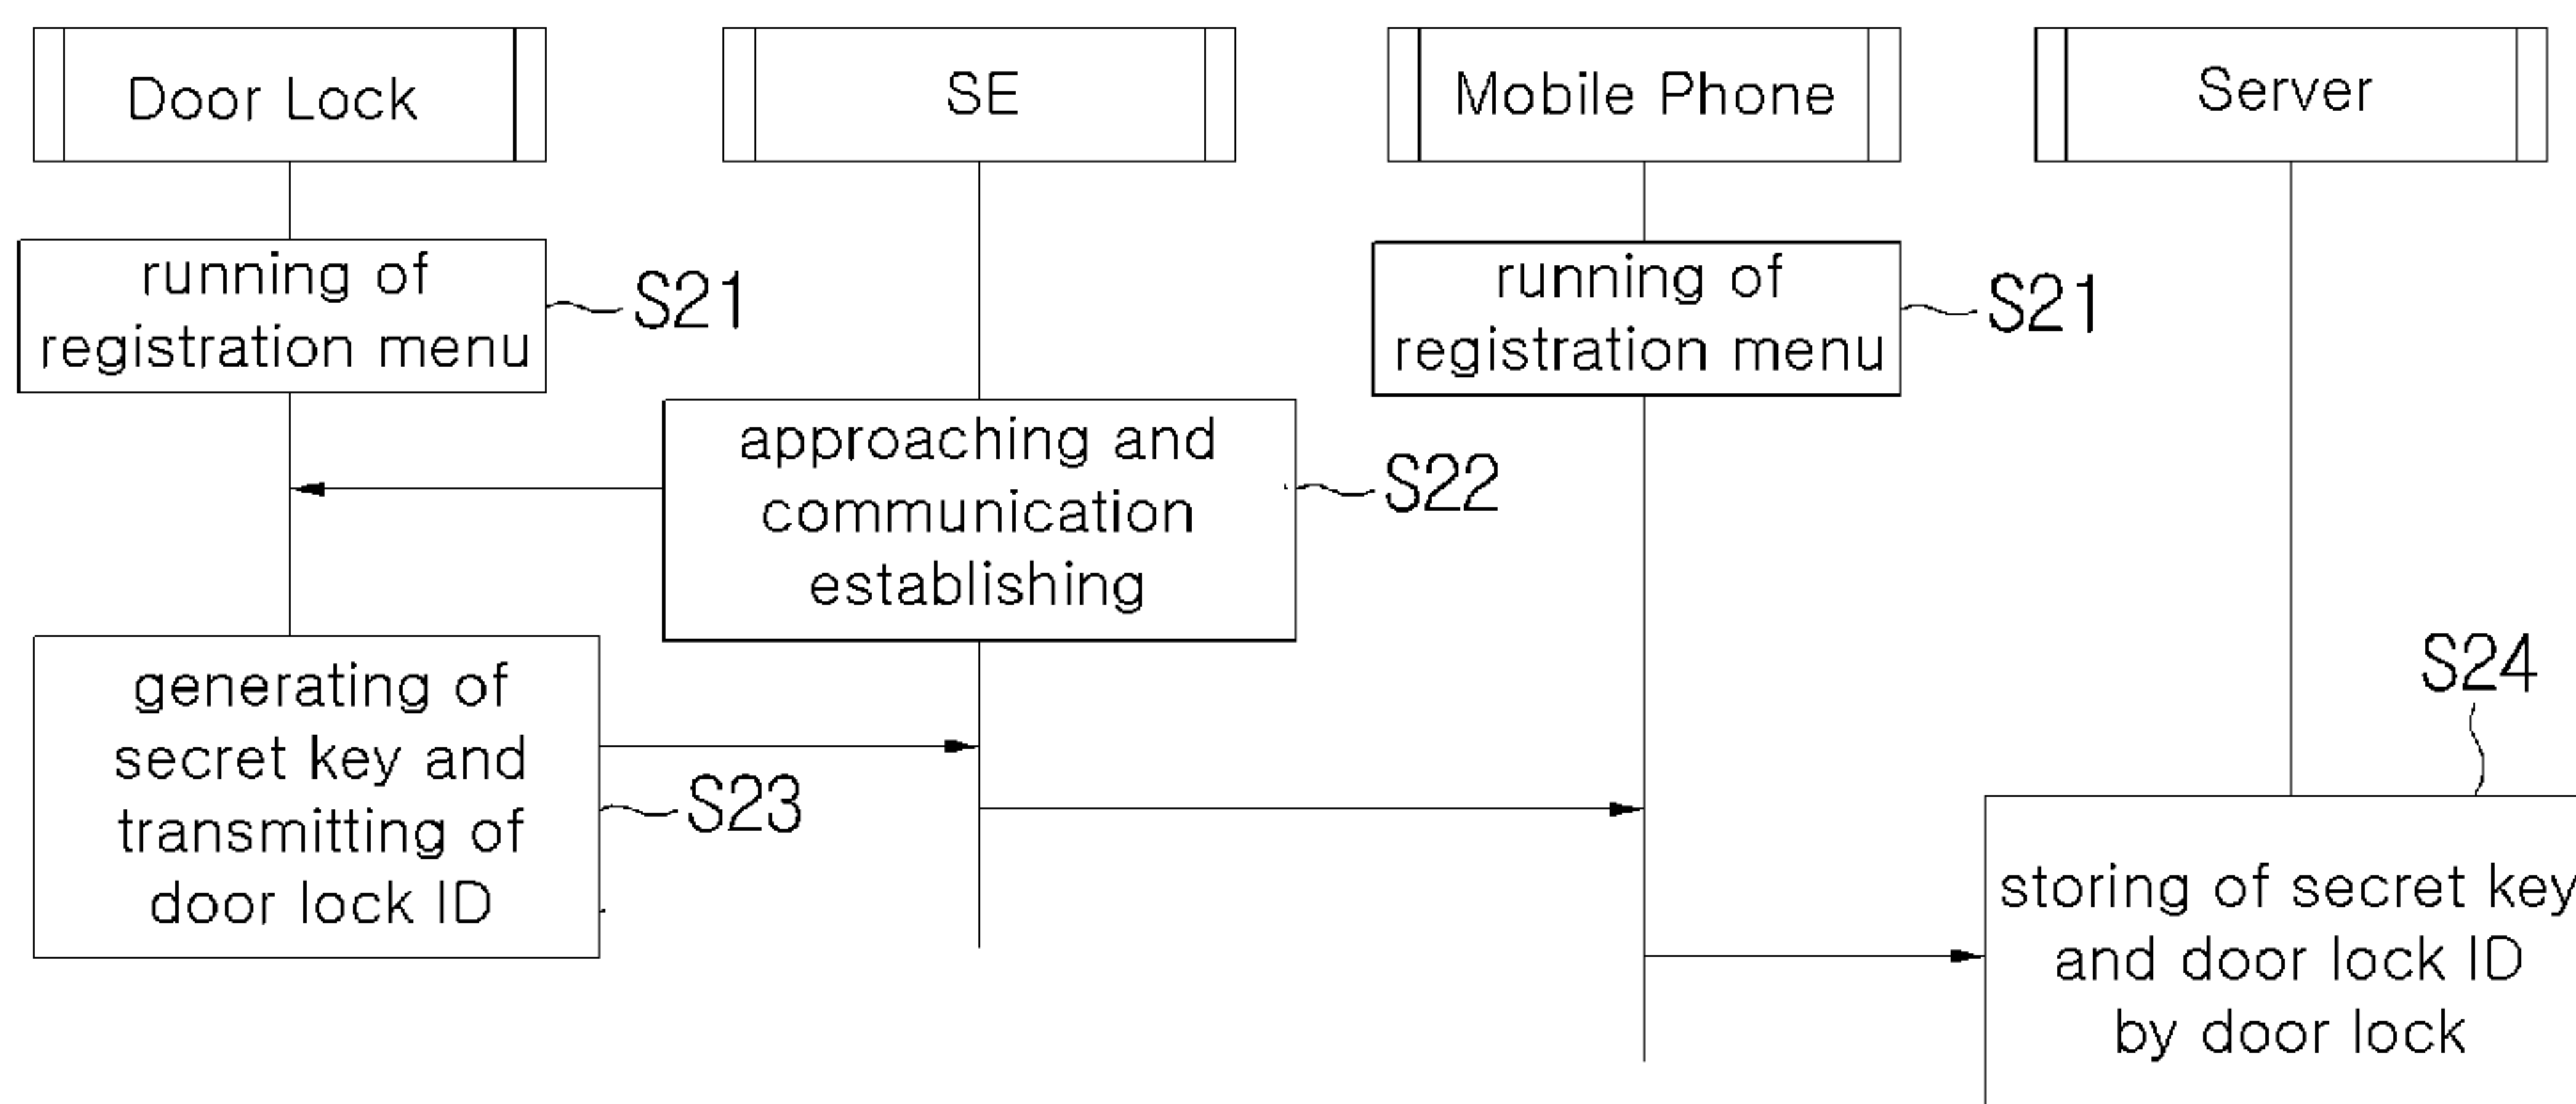 Door Lock
SE
Mobile Phone
Server
running of
registration menu
S21
running of
registration menu
S21
approaching and
communication
establishing
S22
generating of
secret key and
transmitting of
door lock ID
S23
S24
storing of secret key
and door lock ID
by door lock